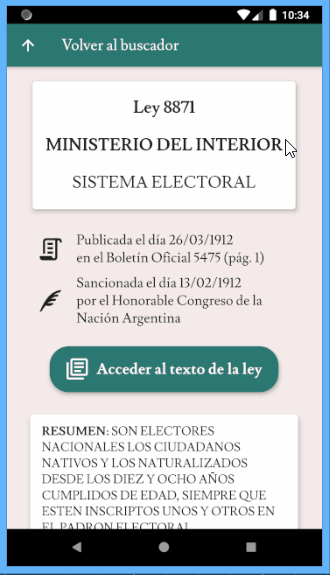 10:34
Volver al buscador
Ley 8871
MINISTERIO DEL INTERIOR
SISTEMA ELECTORAL
Publicada el día 26/03/1912
en el Boletín Oficial 5475 (pág. 1)
Sancionada el día 13/02/1912
por el Honorable Congreso de la
Nación Argentina
Acceder al texto de la ley
RESUMEN: SON ELECTORES
NACIONALES LOS CIUDADANOS
NATIVOS Y LOS NATURALIZADOS
DESDE LOS DIEZ Y OCHO AÑOS
CUMPLIDOS DE EDAD, SIEMPRE QUE
ESTEN INSCRIPTOS UNOS Y OTROS EN
EL PADRON ELECTORAL